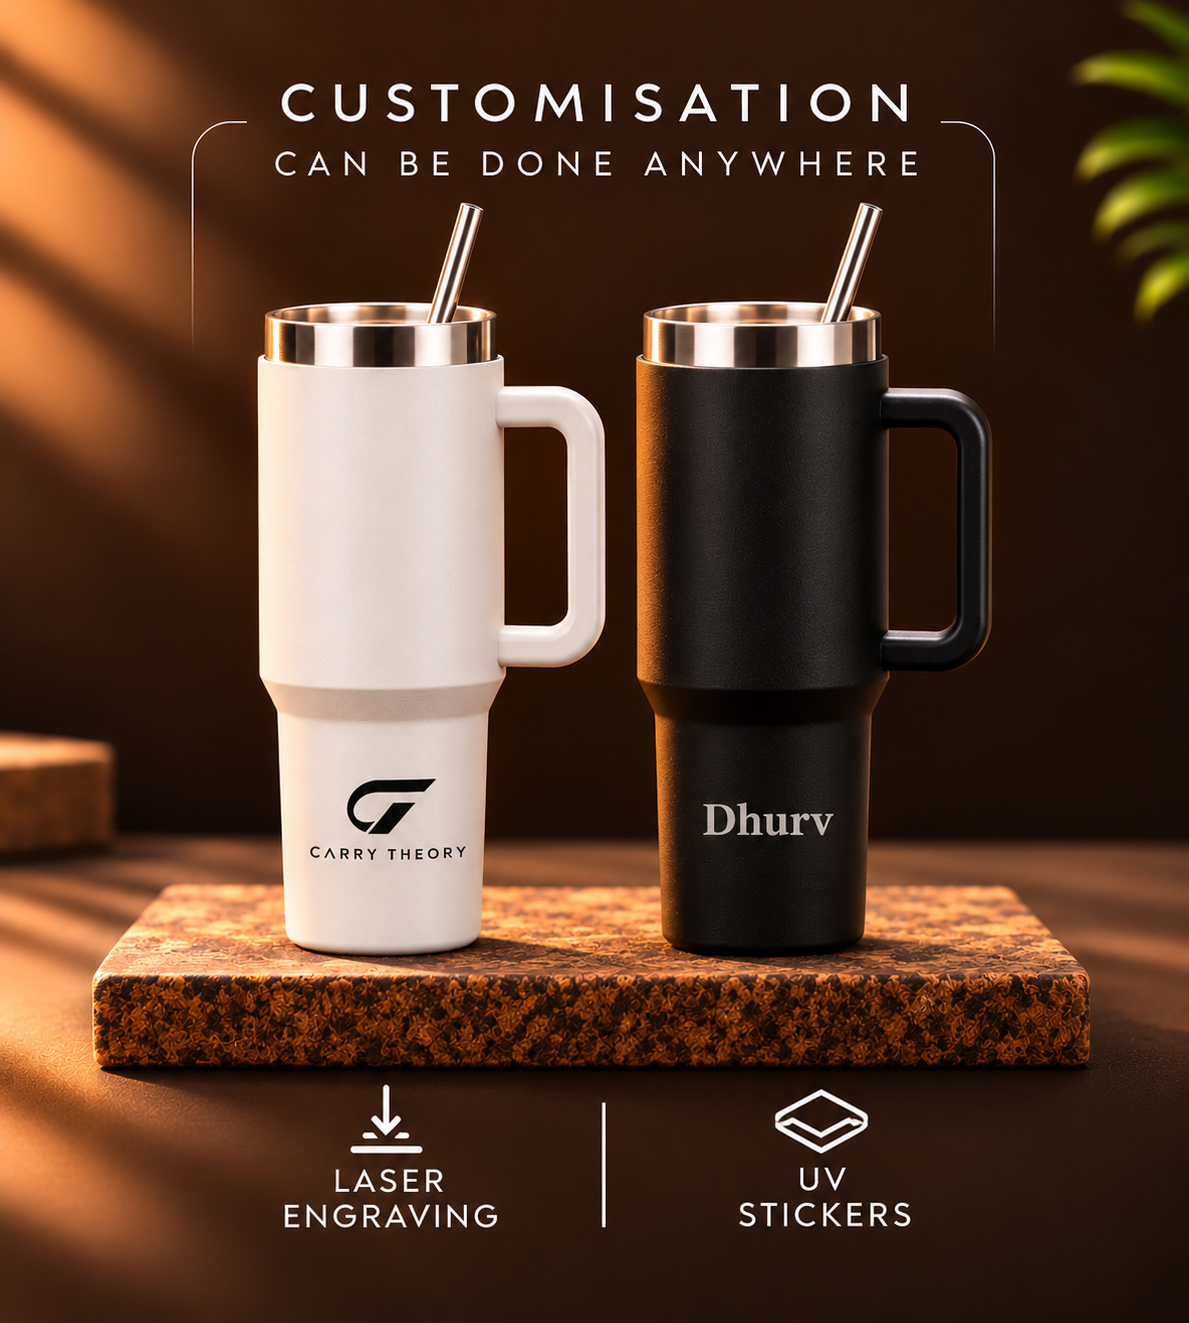 CUSTOMISATION
CAN BE DONE ANYWHERE
CARRY THEORY
Dhurv
LASER
ENGRAVING
UV
STICKERS